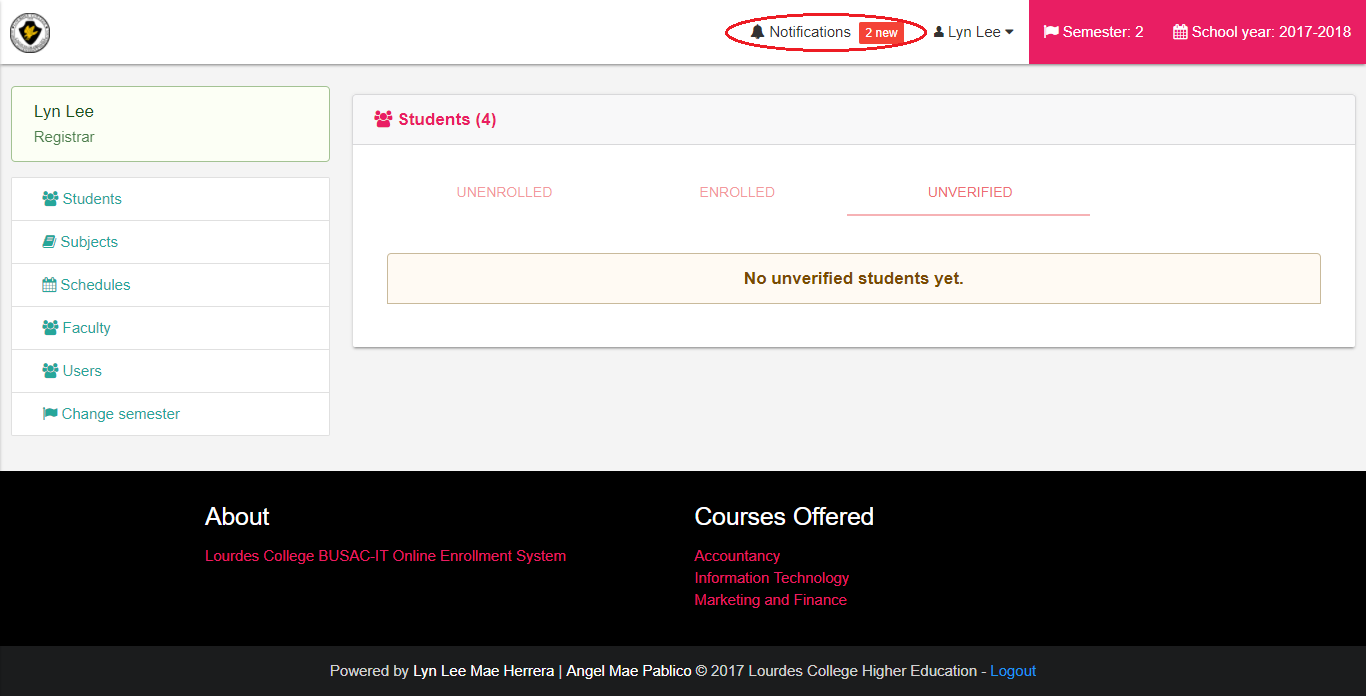 Notifications 2 new Lyn Lee Semester: 2 School year: 2017-2018
Lyn Lee
Registrar
Students
Subjects
Schedules
Faculty
Users
Change semester
Students (4)
UNENROLLED ENROLLED UNVERIFIED
No unverified students yet.
About
Lourdes College BUSAC-IT Online Enrollment System
Courses Offered
Accountancy
Information Technology
Marketing and Finance
Powered by Lyn Lee Mae Herrera | Angel Mae Pablico © 2017 Lourdes College Higher Education - Logout